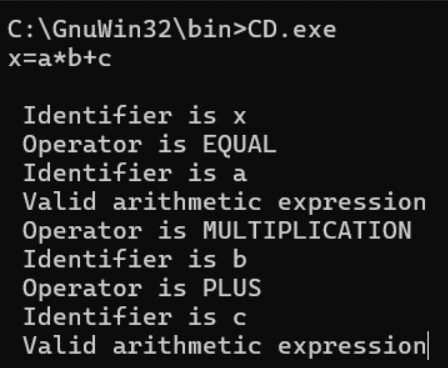 C:\GnuWin32\bin>CD.exe
x=a*b+c
Identifier is x
Operator is EQUAL
Identifier is a
Valid arithmetic expression
Operator is MULTIPLICATION
Identifier is b
Operator is PLUS
Identifier is c
Valid arithmetic expression